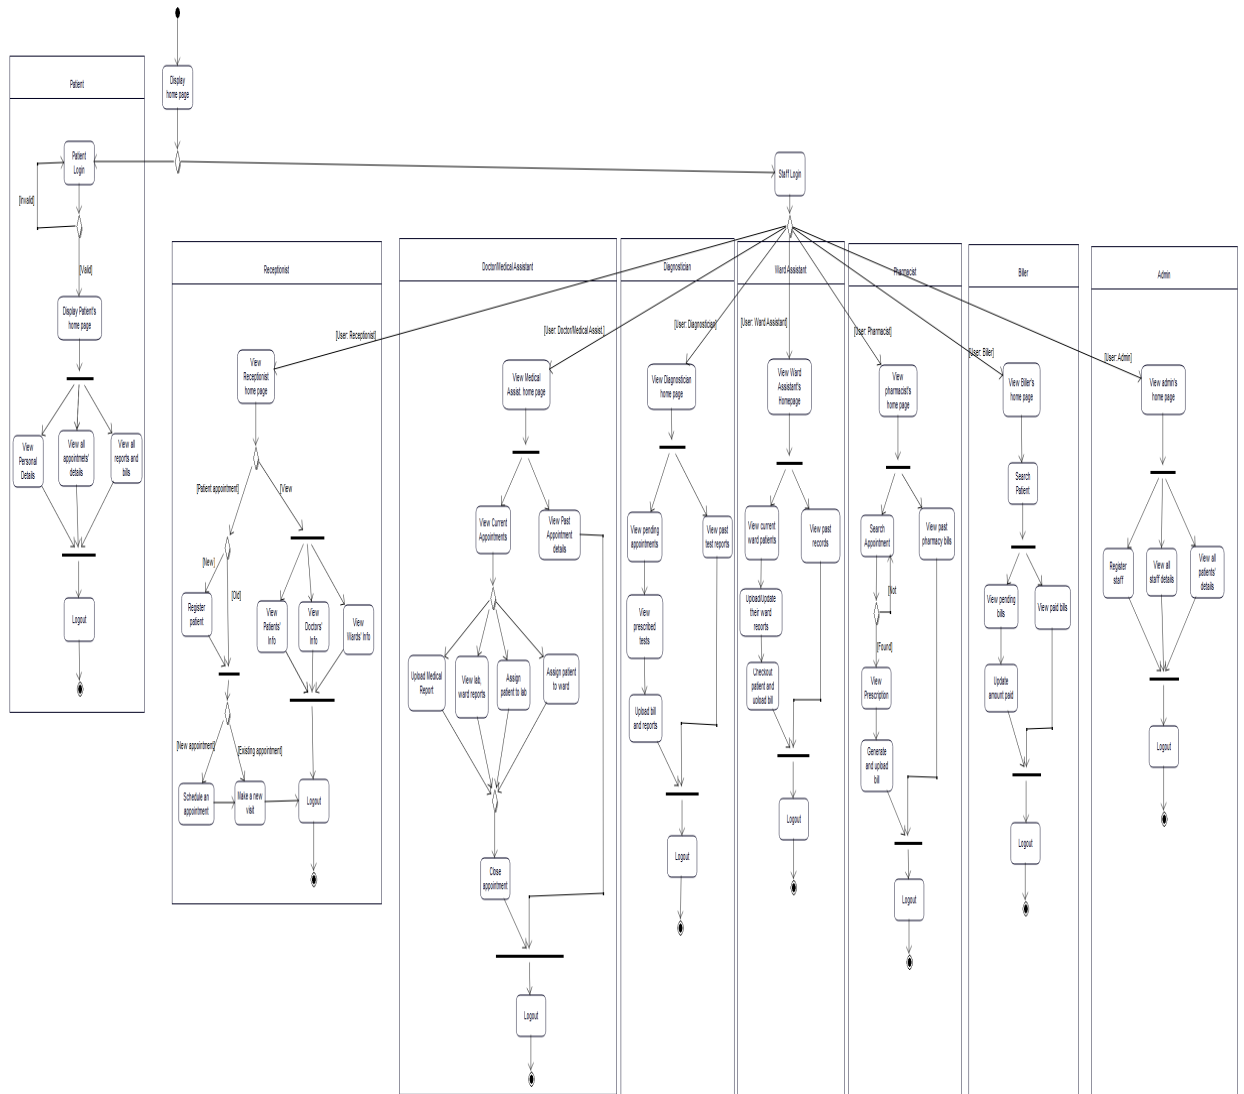 Display
home page
Patient
Patient
Login
[Invalid]
[Valid]
Display Patient's
home page
View
Personal
Details
View all
appointmets'
details
View all
reports and
bills
Logout
Staff Login
Receptionist
[User: Receptionist]
View
Receptionist
home page
[Patient appointment]
[View
[New]
[Old]
Register
patient
View
Patients'
Info
View
Doctors'
Info
View
Wards' Info
[New appointment]
[Existing appointment]
Schedule an
appointment
Make a new
visit
Logout
Doctor/Medical Assistant
[User: Doctor/Medical Assist.]
View Medical
Assist. home page
View Current
Appointments
View Past
Appointment
details
Upload Medical
Report
View lab,
ward reports
Assign
patient to lab
Assign patient
to ward
Close
appointment
Logout
Diagnostician
[User: Diagnostician]
View Diagnostician
home page
View pending
appointments
View past
test reports
View
prescribed
tests
Upload bill
and reports
Logout
Ward Assistant
[User: Ward Assistant]
View Ward
Assistant's
Homepage
View current
ward patients
View past
records
Upload/Update
their ward
reports
Checkout
patient and
upload bill
Logout
Pharmacist
[User: Pharmacist]
View
pharmacist's
home page
Search
Appointment
View past
pharmacy bills
[Not
[Found]
View
Prescription
Generate
and upload
bill
Logout
Biller
[User: Biller]
View Biller's
home page
Search
Patient
View pending
bills
View paid bills
Update
amount paid
Logout
Admin
[User: Admin]
View admin's
home page
Register
staff
View all
staff details
View all
patients'
details
Logout